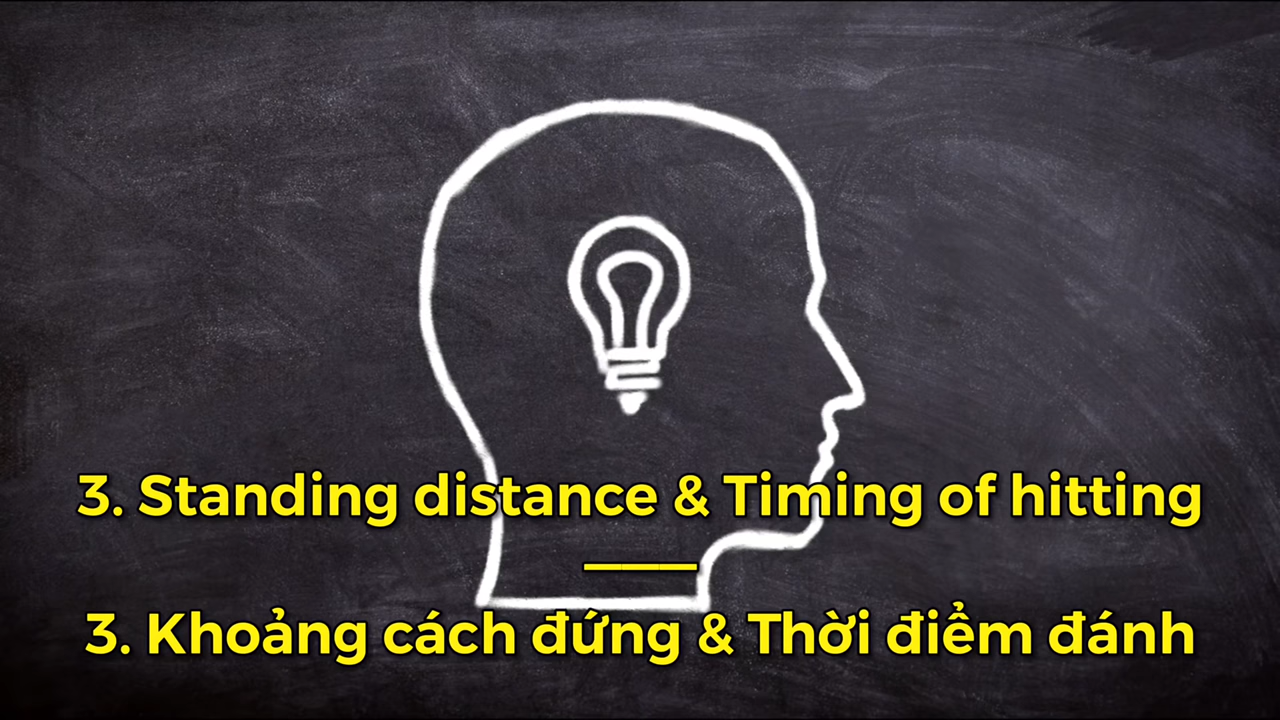 3. Standing distance & Timing of hitting
3. Khoảng cách đứng & Thời điểm đánh